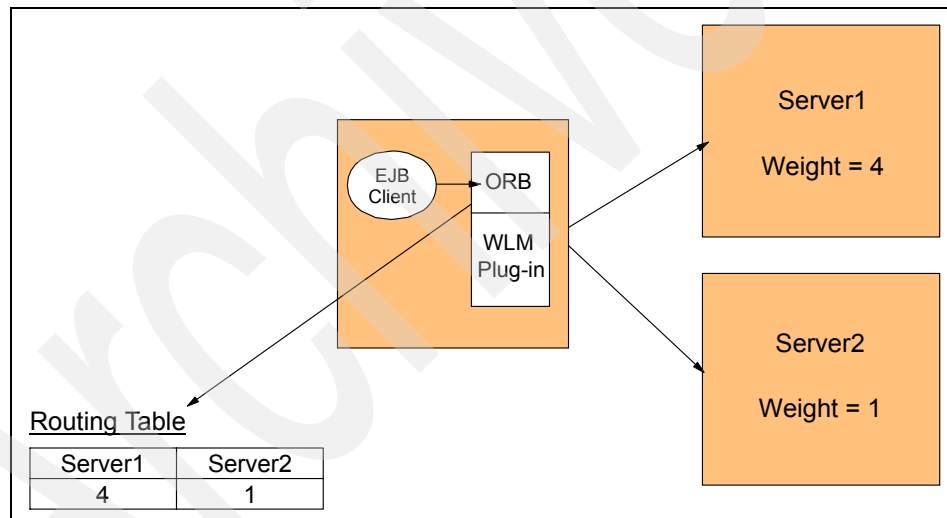 Server1
Weight = 4
EJB
Client
ORB
WLM
Plug-in
Server2
Weight = 1
Routing Table
Server1 Server2
4 1